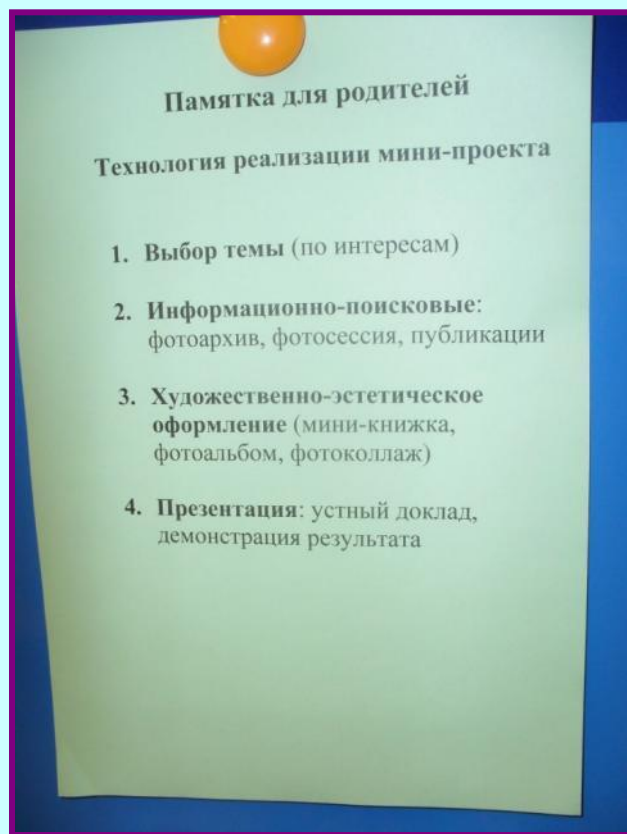 Памятка для родителей
Технология реализации мини-проекта
1. Выбор темы (по интересам)
2. Информационно-поисковые:
фотоархив, фотосессия, публикации
3. Художественно-эстетическое
оформление (мини-книжка,
фотоальбом, фотоколлаж)
4. Презентация: устный доклад,
демонстрация результата